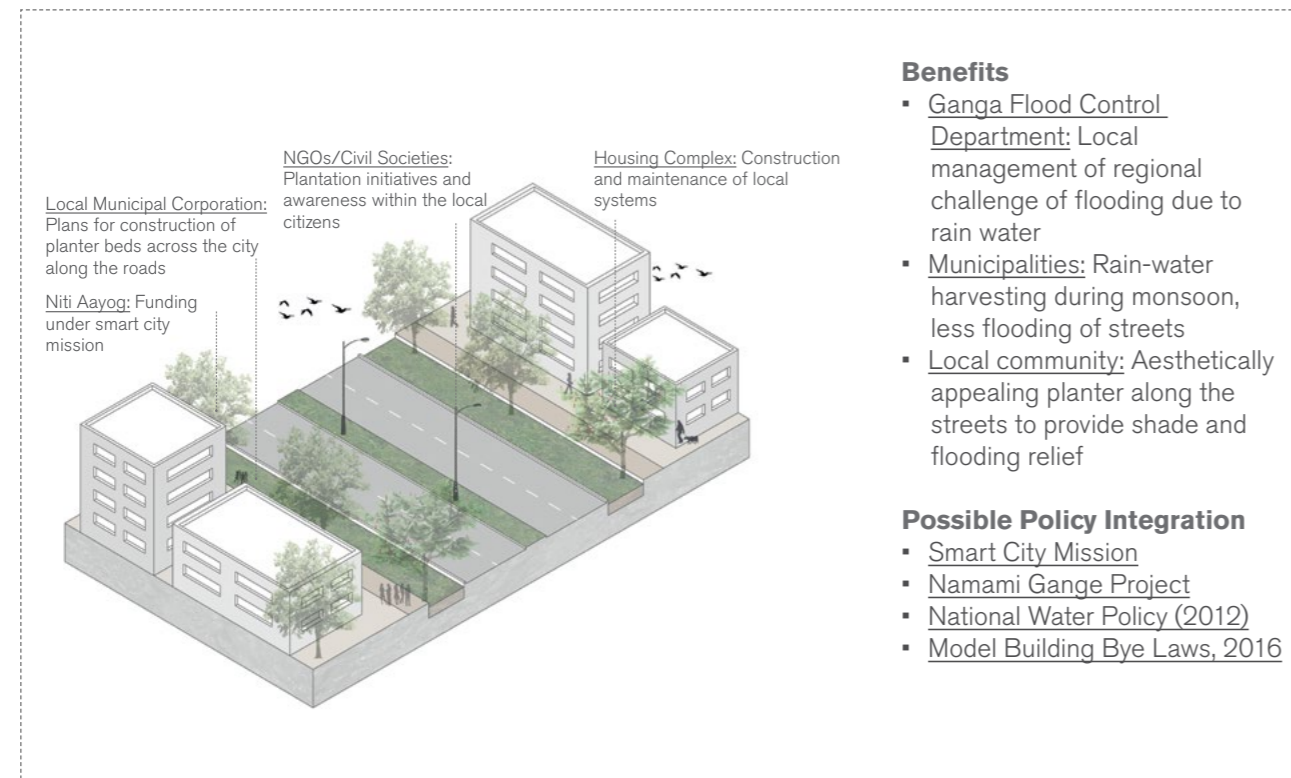 Local Municipal Corporation:
Plans for construction of
planter beds across the city
along the roads
Niti Aayog: Funding
under smart city
mission
NGOs/Civil Societies:
Plantation initiatives and
awareness within the local
citizens
Housing Complex: Construction
and maintenance of local
systems
Benefits
▪ Ganga Flood Control
Department: Local
management of regional
challenge of flooding due to
rain water
▪ Municipalities: Rain-water
harvesting during monsoon,
less flooding of streets
▪ Local community: Aesthetically
appealing planter along the
streets to provide shade and
flooding relief
Possible Policy Integration
▪ Smart City Mission
▪ Namami Gange Project
▪ National Water Policy (2012)
▪ Model Building Bye Laws, 2016